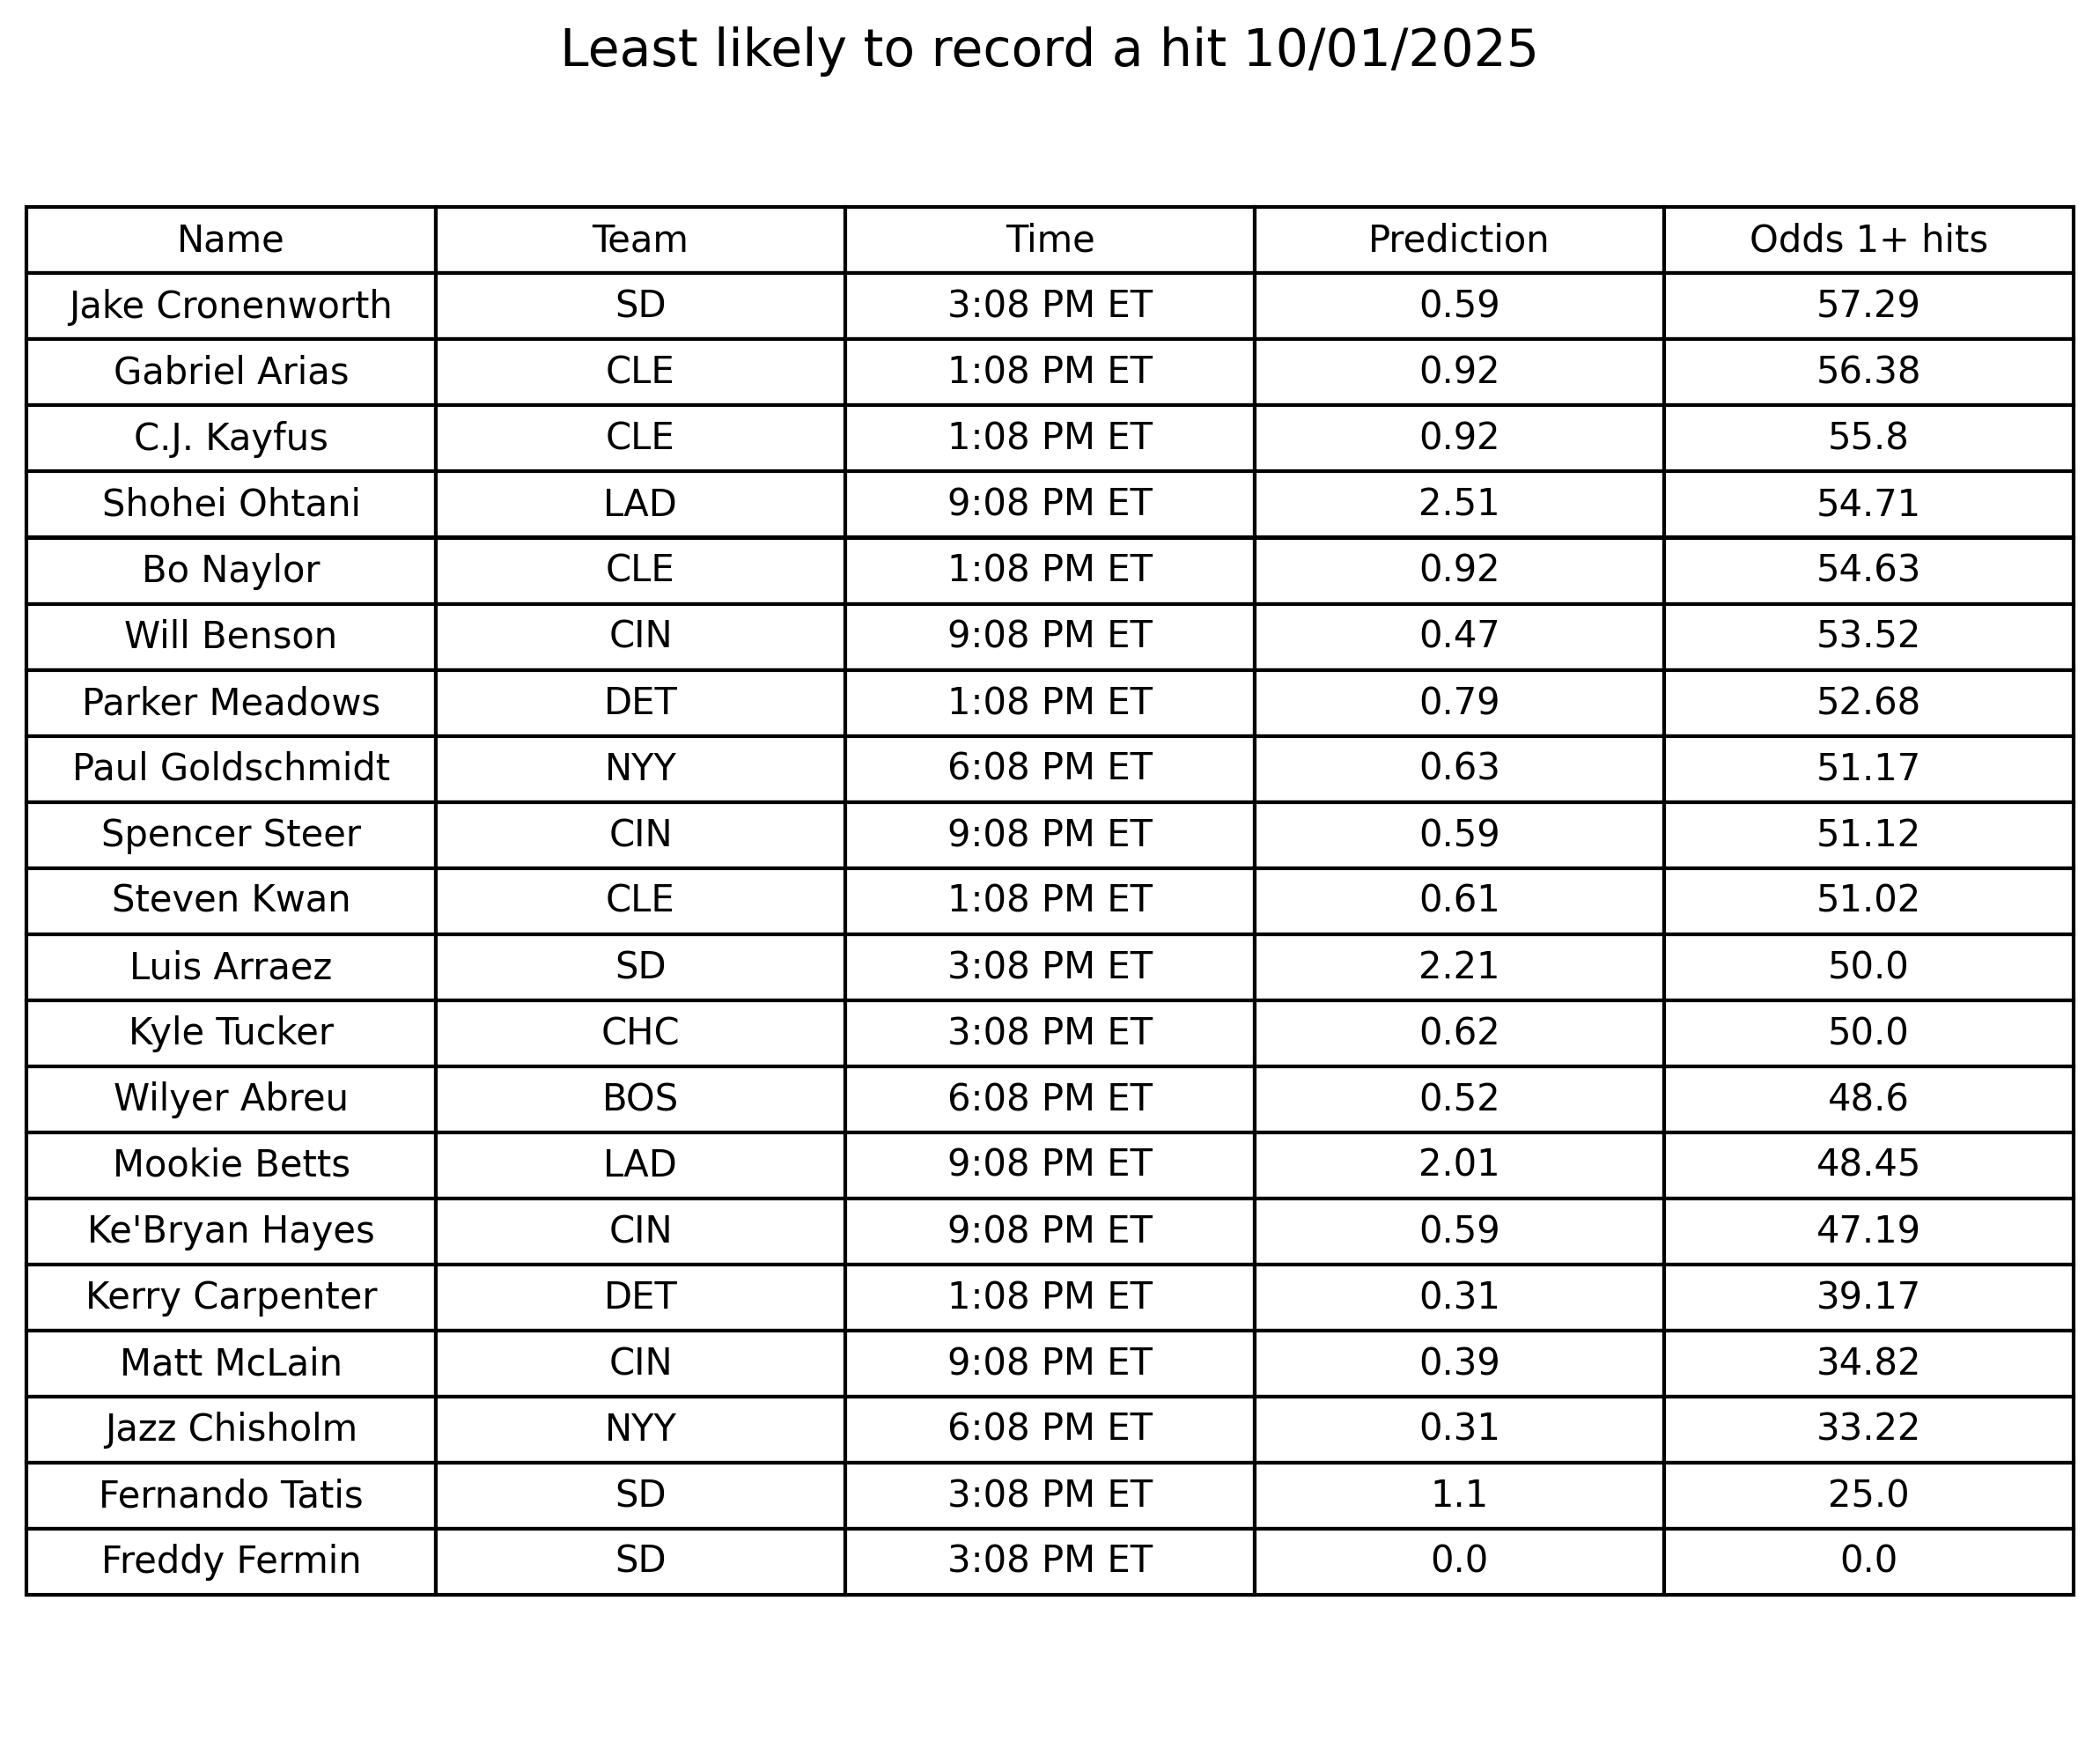 Least likely to record a hit 10/01/2025
Name Team Time Prediction Odds 1+ hits
Jake Cronenworth SD 3:08 PM ET 0.59 57.29
Gabriel Arias CLE 1:08 PM ET 0.92 56.38
C.J. Kayfus CLE 1:08 PM ET 0.92 55.8
Shohei Ohtani LAD 9:08 PM ET 2.51 54.71
Bo Naylor CLE 1:08 PM ET 0.92 54.63
Will Benson CIN 9:08 PM ET 0.47 53.52
Parker Meadows DET 1:08 PM ET 0.79 52.68
Paul Goldschmidt NYY 6:08 PM ET 0.63 51.17
Spencer Steer CIN 9:08 PM ET 0.59 51.12
Steven Kwan CLE 1:08 PM ET 0.61 51.02
Luis Arraez SD 3:08 PM ET 2.21 50.0
Kyle Tucker CHC 3:08 PM ET 0.62 50.0
Wilyer Abreu BOS 6:08 PM ET 0.52 48.6
Mookie Betts LAD 9:08 PM ET 2.01 48.45
Ke'Bryan Hayes CIN 9:08 PM ET 0.59 47.19
Kerry Carpenter DET 1:08 PM ET 0.31 39.17
Matt McLain CIN 9:08 PM ET 0.39 34.82
Jazz Chisholm NYY 6:08 PM ET 0.31 33.22
Fernando Tatis SD 3:08 PM ET 1.1 25.0
Freddy Fermin SD 3:08 PM ET 0.0 0.0